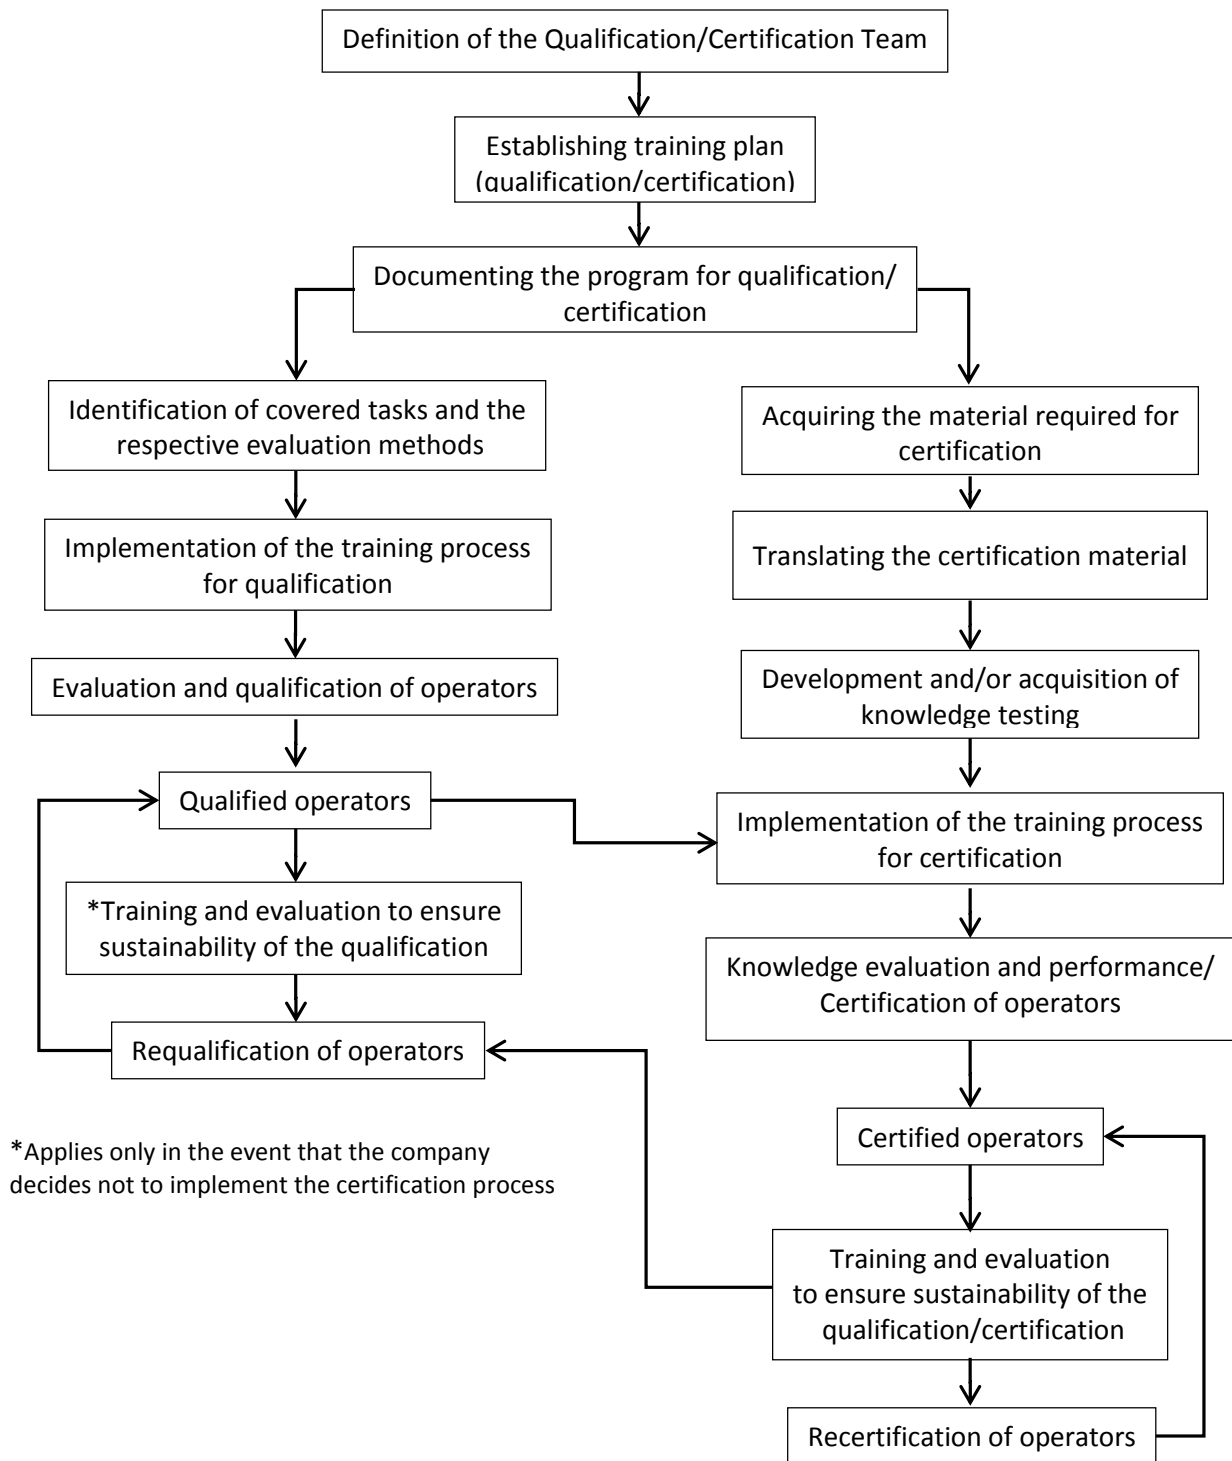 Definition of the Qualification/Certification Team
Establishing training plan
(qualification/certification)
Documenting the program for qualification/
certification
Identification of covered tasks and the
respective evaluation methods
Implementation of the training process
for qualification
Evaluation and qualification of operators
Qualified operators
*Training and evaluation to ensure
sustainability of the qualification
Requalification of operators
*Applies only in the event that the company
decides not to implement the certification process
Acquiring the material required for
certification
Translating the certification material
Development and/or acquisition of
knowledge testing
Implementation of the training process
for certification
Knowledge evaluation and performance/
Certification of operators
Certified operators
Training and evaluation
to ensure sustainability of the
qualification/certification
Recertification of operators